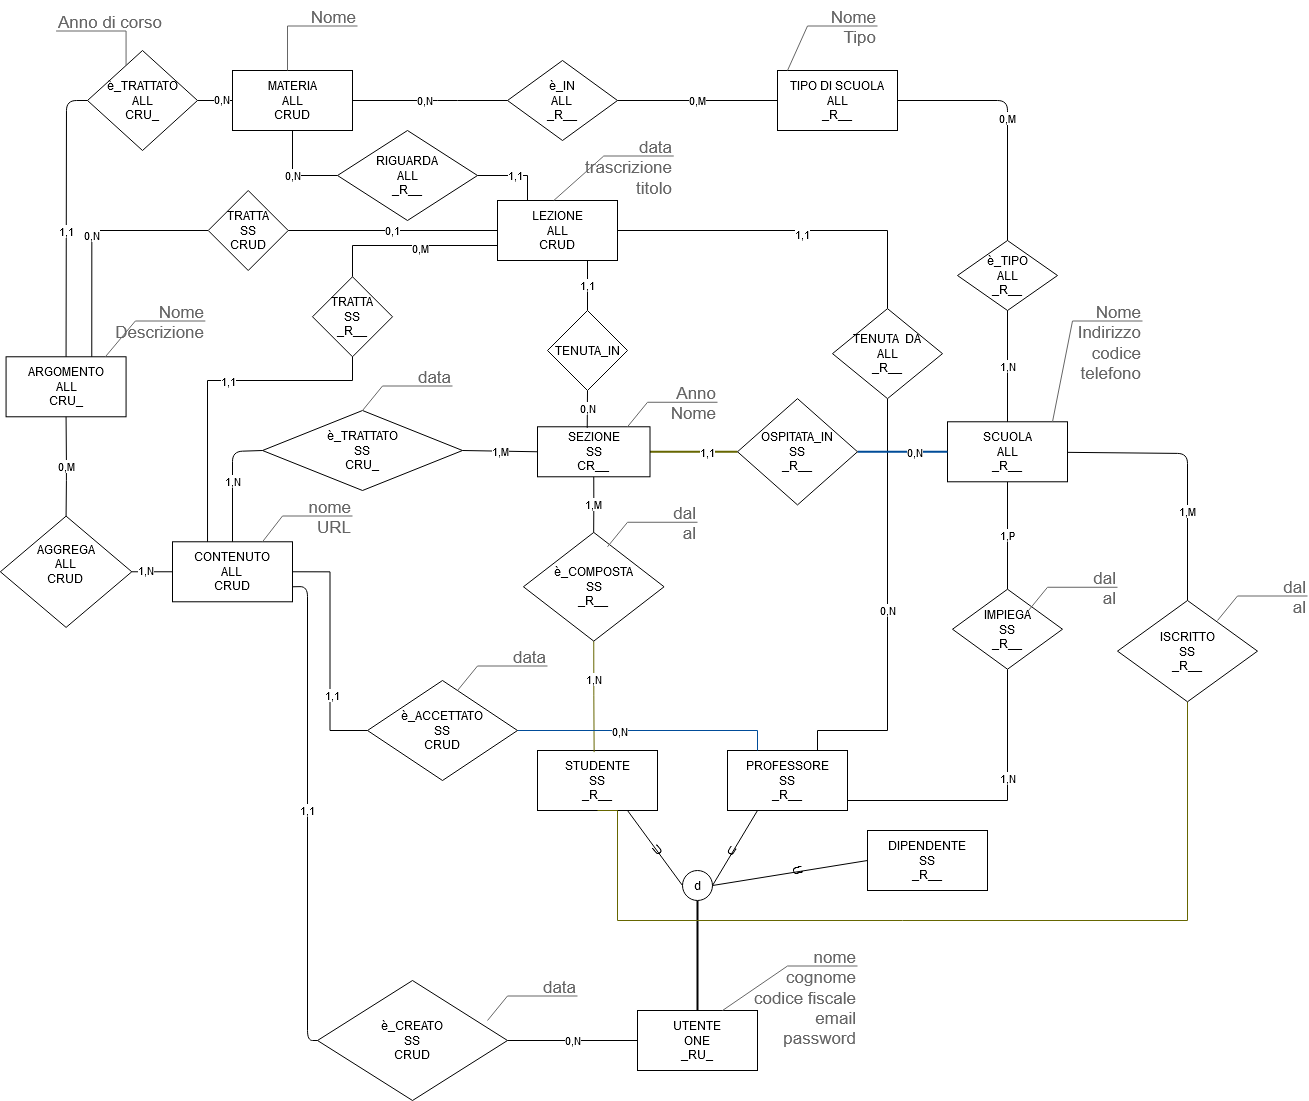 Anno di corso
Nome
Nome
Tipo
è_TRATTATO
ALL
CRU_
0,N
MATERIA
ALL
CRUD
0,N
è_IN
ALL
_R__
0,M
TIPO DI SCUOLA
ALL
_R__
0,M
0,N
RIGUARDA
ALL
_R__
1,1
data
trascrizione
titolo
LEZIONE
ALL
CRUD
1,1
0,N
TRATTA
SS
CRUD
0,1
0,M
1,1
1,1
è_TIPO
ALL
_R__
TRATTA
SS
_R__
TENUTA_IN
TENUTA DA
ALL
_R__
Nome
Descrizione
Nome
Indirizzo
codice
telefono
ARGOMENTO
ALL
CRU_
1,1
data
1,N
0,N
Anno
Nome
è_TRATTATO
SS
CRU_
1,M
SEZIONE
SS
CR__
1,1
OSPITATA_IN
SS
_R__
0,N
SCUOLA
ALL
_R__
0,M
1,N
1,M
1,M
nome
URL
dal
al
1,P
AGGREGA
ALL
CRUD
1,N
CONTENUTO
ALL
CRUD
è_COMPOSTA
SS
_R__
dal
al
dal
al
0,N
IMPIEGA
SS
_R__
ISCRITTO
SS
_R__
data
1,N
1,1
è_ACCETTATO
SS
CRUD
0,N
STUDENTE
SS
_R__
PROFESSORE
SS
_R__
1,N
1,1
U
U
U
DIPENDENTE
SS
_R__
d
nome
cognome
codice fiscale
email
password
data
è_CREATO
SS
CRUD
0,N
UTENTE
ONE
_RU_